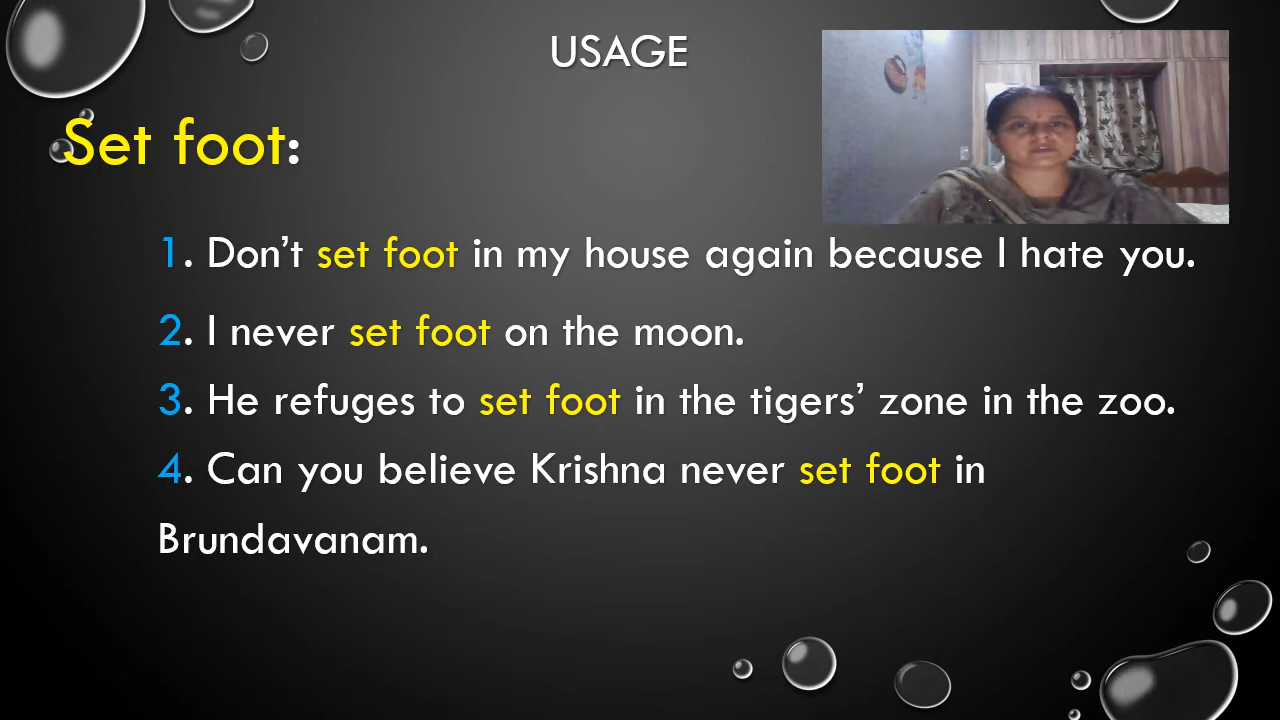 USAGE
Set foot:
1. Don’t set foot in my house again because I hate you.
2. I never set foot on the moon.
3. He refuges to set foot in the tigers’ zone in the zoo.
4. Can you believe Krishna never set foot in
Brundavanam.